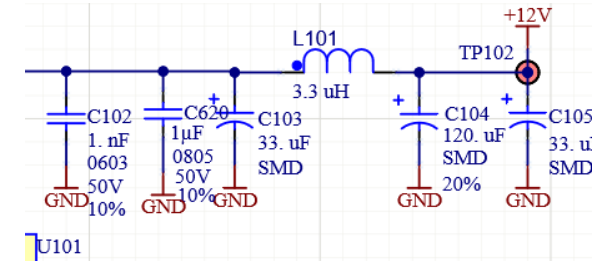 +12V
L101
TP102
3.3 uH
C102
1. nF
0603
50V
10%
GND
C620
1µF
0805
50V
10%
GND
C103
33. uF
SMD
GND
C104
120. uF
SMD
20%
GND
C105
33. u
SMD
GND
U101